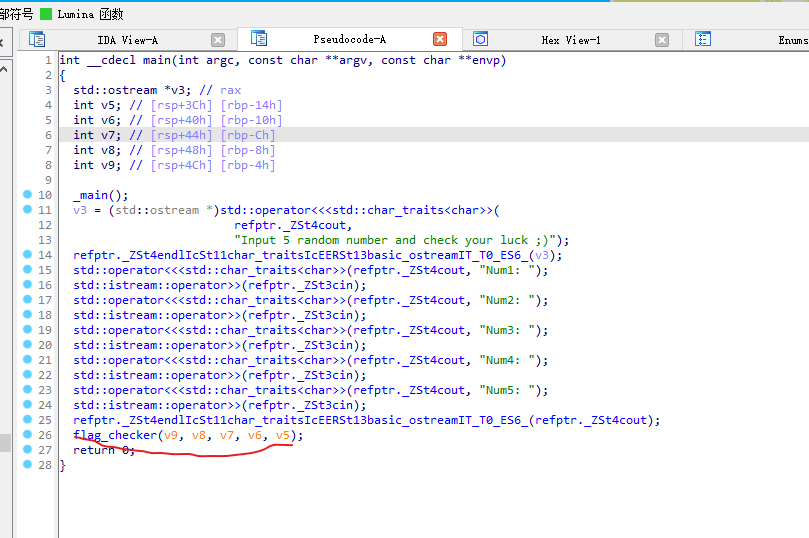 部符号 Lumina 函数
IDA View-A Pseudocode-A Hex View-1 Enums
1 int __cdecl main(int argc, const char **argv, const char **envp)
2 {
3 std::ostream *v3; // rax
4 int v5; // [rsp+3Ch] [rbp-14h]
5 int v6; // [rsp+40h] [rbp-10h]
6 int v7; // [rsp+44h] [rbp-Ch]
7 int v8; // [rsp+48h] [rbp-8h]
8 int v9; // [rsp+4Ch] [rbp-4h]
9
10 _main();
11 v3 = (std::ostream *)std::operator<<<std::char_traits<char>>(
12 refptr._ZSt4cout,
13 "Input 5 random number and check your luck ;)");
14 refptr._ZSt4endlIcSt11char_traitsIcEERSt13basic_ostreamIT_T0_ES6_(v3);
15 std::operator<<<std::char_traits<char>>(refptr._ZSt4cout, "Num1: ");
16 std::istream::operator>>(refptr._ZSt3cin);
17 std::operator<<<std::char_traits<char>>(refptr._ZSt4cout, "Num2: ");
18 std::istream::operator>>(refptr._ZSt3cin);
19 std::operator<<<std::char_traits<char>>(refptr._ZSt4cout, "Num3: ");
20 std::istream::operator>>(refptr._ZSt3cin);
21 std::operator<<<std::char_traits<char>>(refptr._ZSt4cout, "Num4: ");
22 std::istream::operator>>(refptr._ZSt3cin);
23 std::operator<<<std::char_traits<char>>(refptr._ZSt4cout, "Num5: ");
24 std::istream::operator>>(refptr._ZSt3cin);
25 refptr._ZSt4endlIcSt11char_traitsIcEERSt13basic_ostreamIT_T0_ES6_(refptr._ZSt4cout);
26 flag_checker(v9, v8, v7, v6, v5);
27 return 0;
28 }